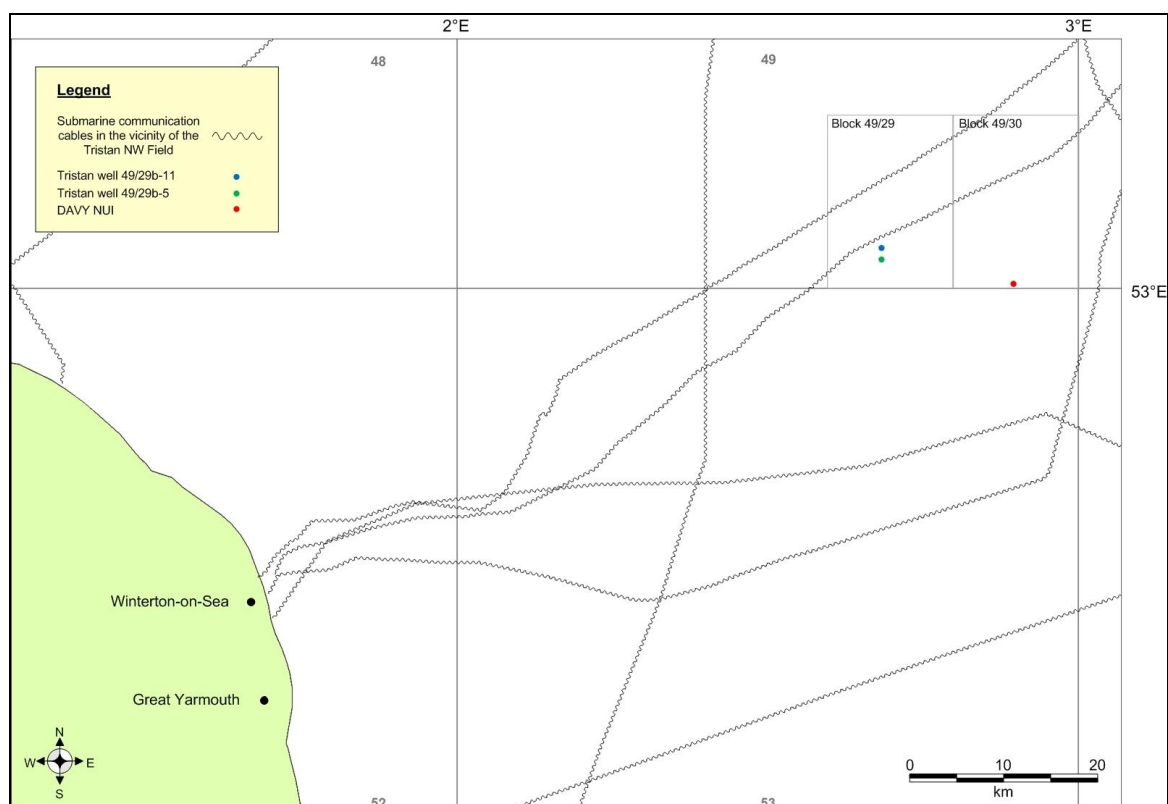 2°E
3°E
48
49
Legend
Submarine communication
cables in the vicinity of the
Tristan NW Field
Tristan well 49/29b-11
Tristan well 49/29b-5
DAVY NUI
Block 49/29
Block 49/30
53°E
Winterton-on-Sea
Great Yarmouth
N
W
E
S
0
10
20
km
52
53